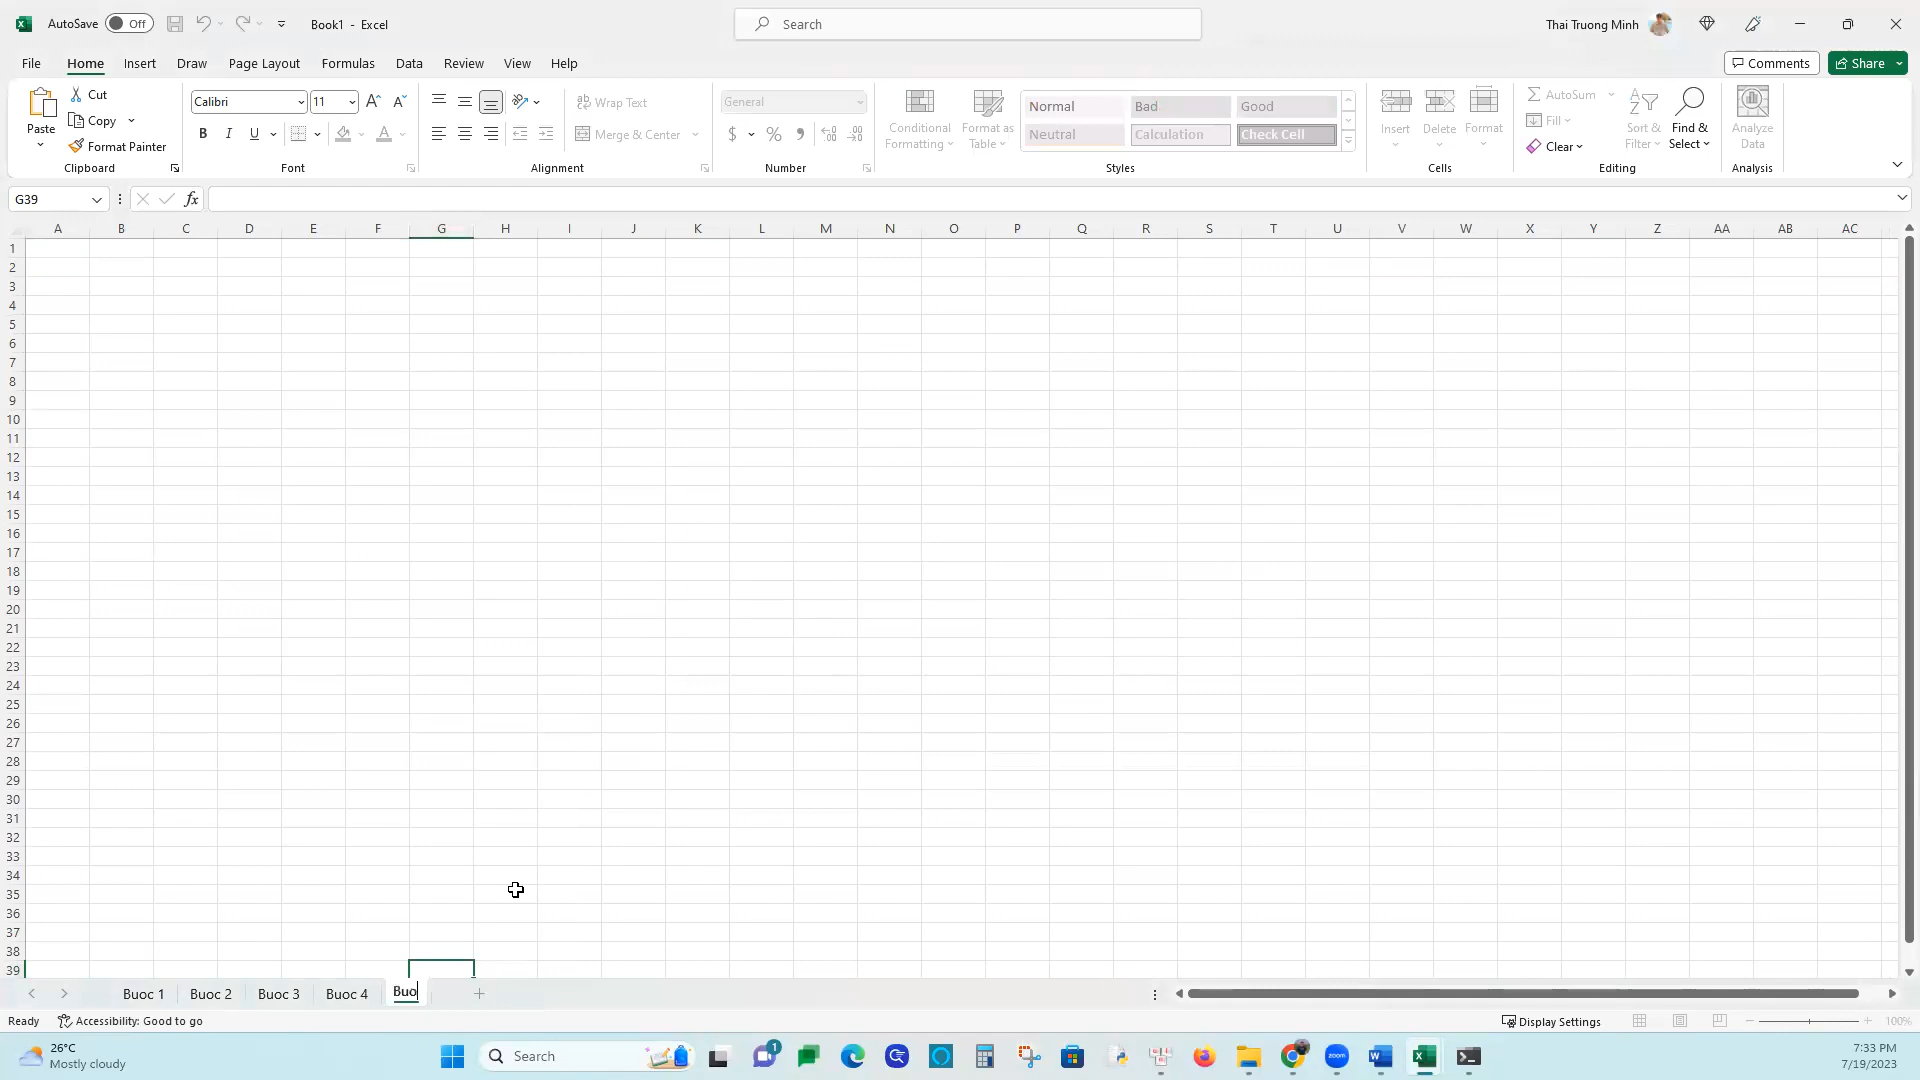 AutoSave Off Book1 - Excel Search Thai Truong Minh
File Home Insert Draw Page Layout Formulas Data Review View Help Comments Share
Paste Cut Copy Format Painter Clipboard
Calibri 11 B I U Font
Wrap Text Merge & Center Alignment
General $ % Number
Conditional Formatting Format as Table Normal Bad Good Neutral Calculation Check Cell Styles
Insert Delete Format Cells
AutoSum Fill Clear Sort & Filter Find & Select Editing
Analyze Data Analysis
G39 fx
A B C D E F G H I J K L M N O P Q R S T U V W X Y Z AA AB AC
1
2
3
4
5
6
7
8
9
10
11
12
13
14
15
16
17
18
19
20
21
22
23
24
25
26
27
28
29
30
31
32
33
34
35
36
37
38
39
Buoc 1 Buoc 2 Buoc 3 Buoc 4 Buo
Ready Accessibility: Good to go Display Settings 100%
26°C
Mostly cloudy
Search
1
zoom
7:33 PM
7/19/2023